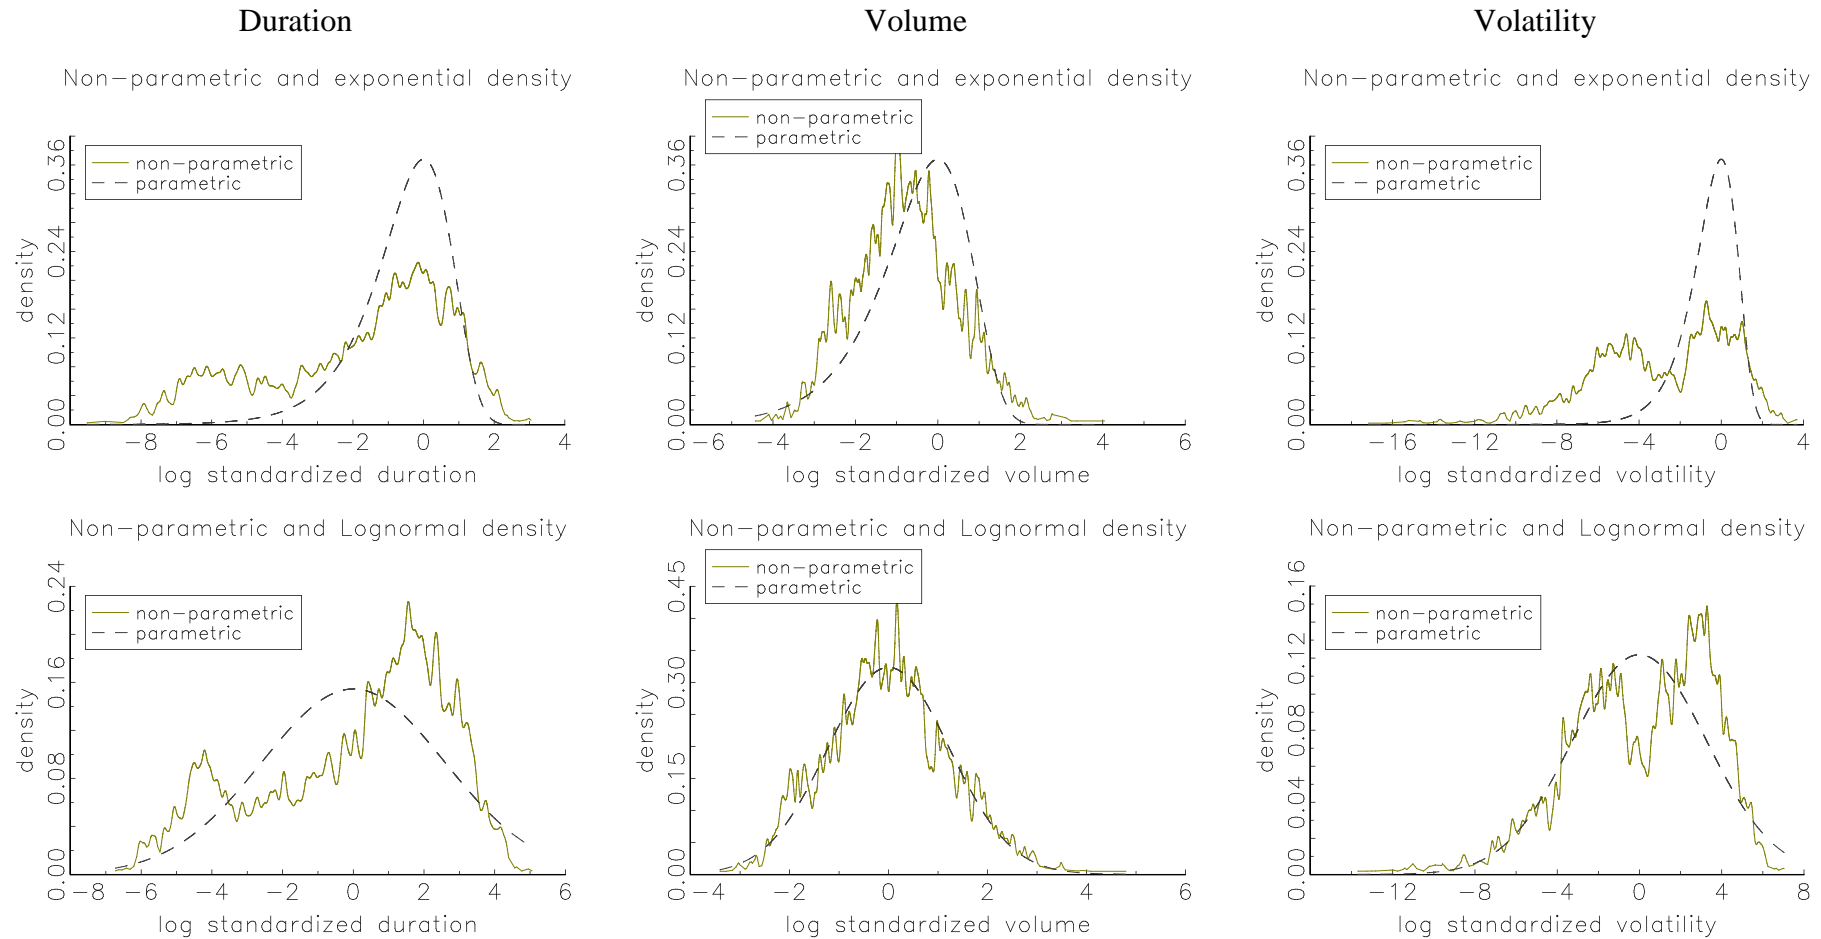 Duration
Volume
Volatility
Non-parametric and exponential density
non-parametric
parametric
density
0.00 0.12 0.24 0.36
-8 -6 -4 -2 0 2 4
log standardized duration
Non-parametric and exponential density
non-parametric
parametric
density
0.00 0.12 0.24 0.36
-6 -4 -2 0 2 4 6
log standardized volume
Non-parametric and exponential density
non-parametric
parametric
density
0.00 0.12 0.24 0.36
-16 -12 -8 -4 0 4
log standardized volatility
Non-parametric and Lognormal density
non-parametric
parametric
density
0.00 0.08 0.16 0.24
-8 -6 -4 -2 0 2 4 6
log standardized duration
Non-parametric and Lognormal density
non-parametric
parametric
density
0.00 0.15 0.30 0.45
-4 -2 0 2 4 6
log standardized volume
Non-parametric and Lognormal density
non-parametric
parametric
density
0.00 0.04 0.08 0.12 0.16
-12 -8 -4 0 4 8
log standardized volatility